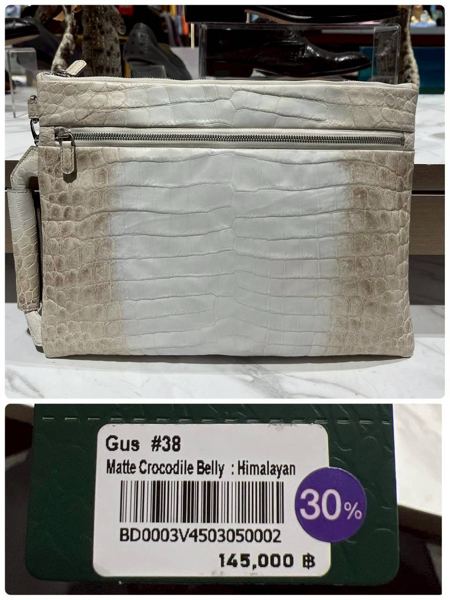 Gus #38
Matte Crocodile Belly : Himalayan
30%
BD0003V4503050002
145,000 ฿